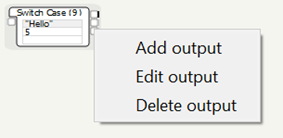 Switch Case (9)
"Hello"
5
Add output
Edit output
Delete output